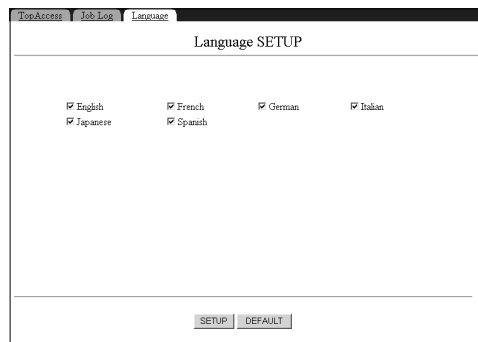 TopAccess Job Log Language
Language SETUP
English French German Italian
Japanese Spanish
SETUP DEFAULT